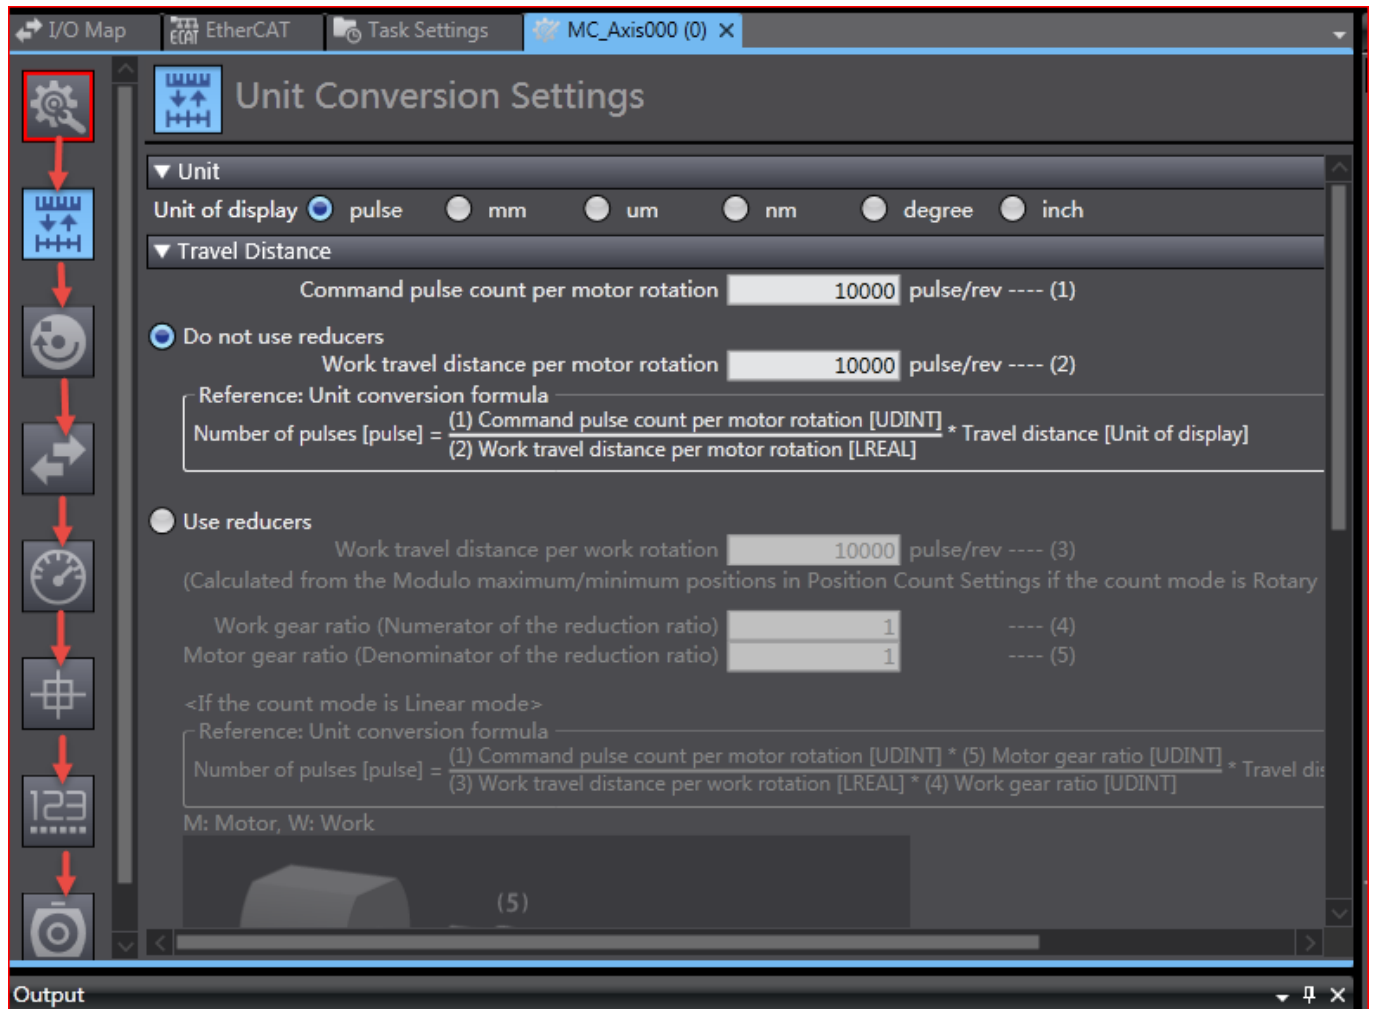 I/O Map
ECAT EtherCAT
Task Settings
MC_Axis000 (0)
Unit Conversion Settings
Unit
Unit of display pulse mm um nm degree inch
Travel Distance
Command pulse count per motor rotation 10000 pulse/rev ---- (1)
Do not use reducers
Work travel distance per motor rotation 10000 pulse/rev ---- (2)
Reference: Unit conversion formula
(1) Command pulse count per motor rotation [UDINT]
Number of pulses [pulse] = * Travel distance [Unit of display]
(2) Work travel distance per motor rotation [LREAL]
Use reducers
Work travel distance per work rotation 10000 pulse/rev ---- (3)
(Calculated from the Modulo maximum/minimum positions in Position Count Settings if the count mode is Rotary
Work gear ratio (Numerator of the reduction ratio) 1 ---- (4)
Motor gear ratio (Denominator of the reduction ratio) 1 ---- (5)
<If the count mode is Linear mode>
Reference: Unit conversion formula
(1) Command pulse count per motor rotation [UDINT] * (5) Motor gear ratio [UDINT]
Number of pulses [pulse] = * Travel
(3) Work travel distance per work rotation [LREAL] * (4) Work gear ratio [UDINT]
123
M: Motor, W: Work
(5)
Output